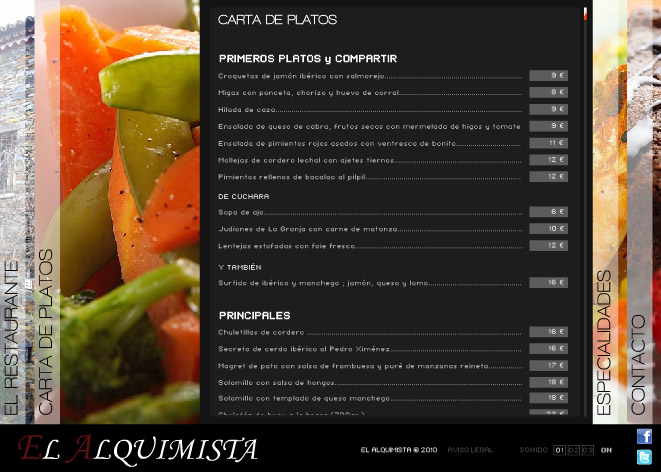 CARTA DE PLATOS
PRIMEROS PLATOS y COMPARTIR
Croquetas de jamón ibérico con salmorejo 9 €
Migas con panceta, chorizo y huevo de corral 8 €
Hilada de caza 9 €
Ensalada de queso de cabra, frutos secos con mermelada de higos y tomate 9 €
Ensalada de pimientos rojos asados con ventresca de bonito 11 €
Mollejas de cordero lechal con ajetes tiernos 12 €
Pimientos rellenos de bacalao al pilpil 12 €
DE CUCHARA
Sopa de ajo 6 €
Judiones de La Granja con carne de matanza 10 €
Lentejas estofadas con foie fresco 12 €
Y TAMBIÉN
Surtido de ibérico y manchego ; jamón, queso y lomo 16 €
PRINCIPALES
Chuletillas de cordero 16 €
Secreto de cerdo ibérico al Pedro Ximénez 16 €
Magret de pato con salsa de frambuesa y puré de manzanas reineta 17 €
Solomillo con salsa de hongos 18 €
Solomillo con templada de queso manchego 18 €
EL RESTAURANTE
CARTA DE PLATOS
ESPECIALIDADES
CONTACTO
EL ALQUIMISTA
EL ALQUIMISTA © 2010 AVISO LEGAL SONIDO 01 02 03 ON